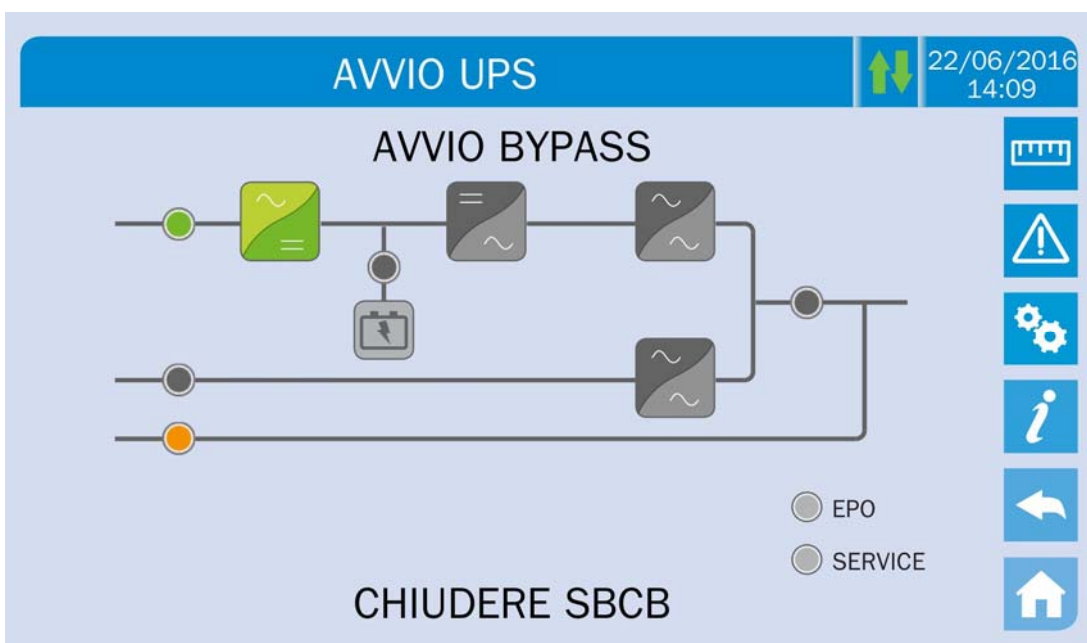 AVVIO UPS
22/06/2016
14:09
AVVIO BYPASS
EPO
SERVICE
CHIUDERE SBCB